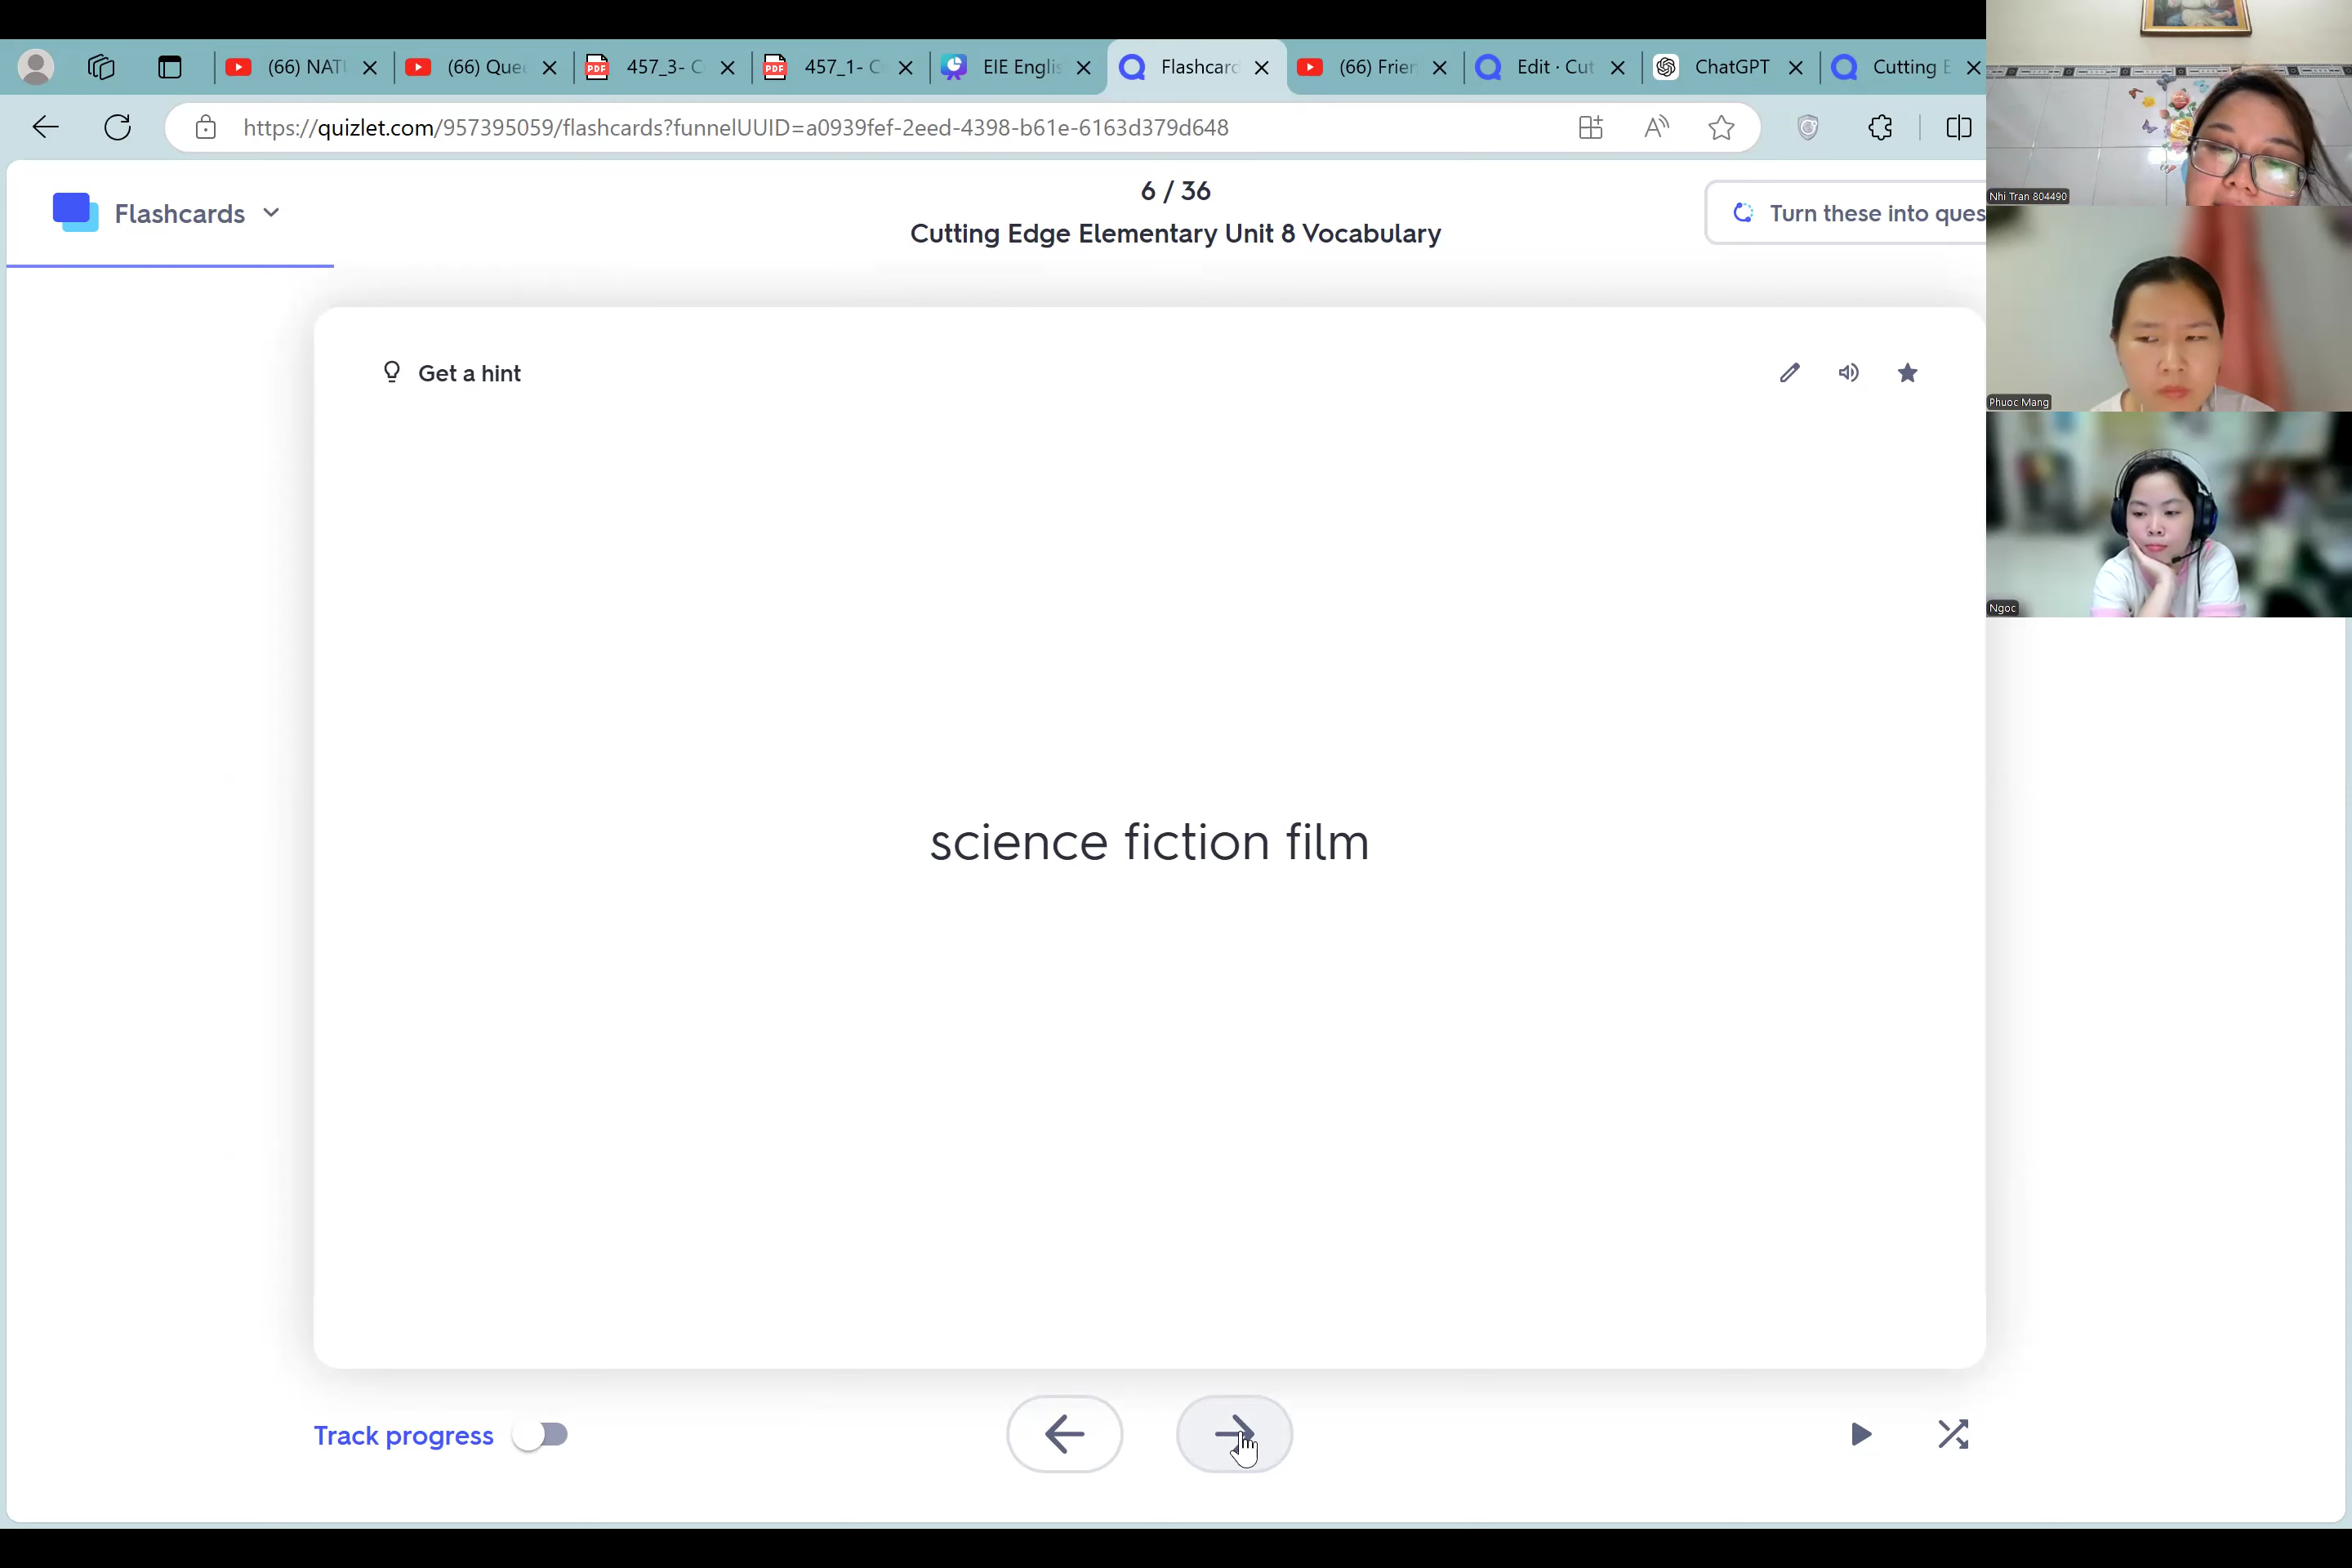 (66) NAT
(66) Que
PDF
457_3- C
PDF
457_1- C
EIE Englis
Flashcard
(66) Frien
Edit · Cut
ChatGPT
Cutting E
https://quizlet.com/957395059/flashcards?funnelUUID=a0939fef-2eed-4398-b61e-6163d379d648
Flashcards
6 / 36
Cutting Edge Elementary Unit 8 Vocabulary
Turn these into ques
Nhi Tran 804490
Get a hint
Phuoc Mang
Ngoc
science fiction film
Track progress